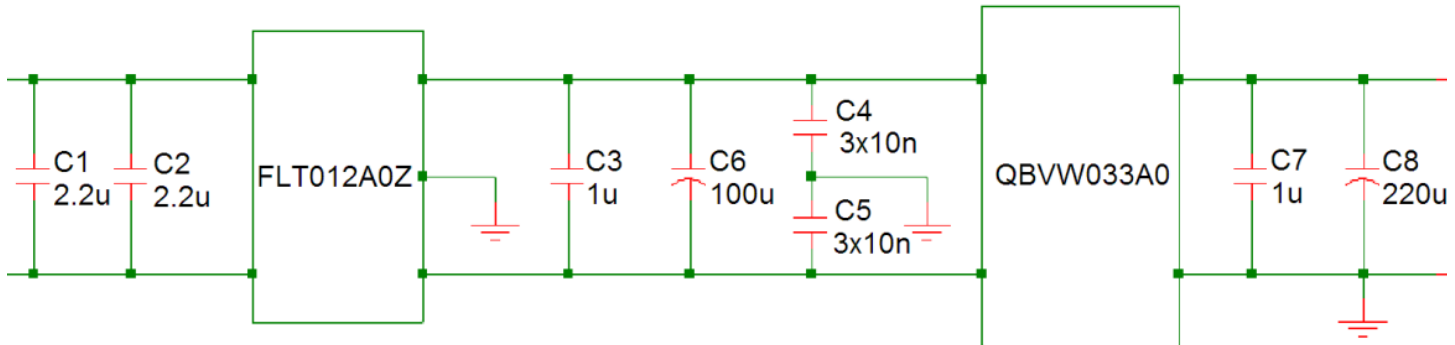 C1
2.2u
C2
2.2u
FLT012A0Z
C3
1u
C6
100u
C4
3x10n
C5
3x10n
QBVW033A0
C7
1u
C8
220u